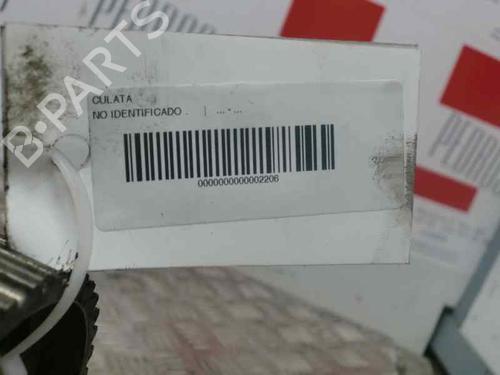 B-PARTS
CULATA
NO IDENTIFICADO . | ... * ...
0000000000002206